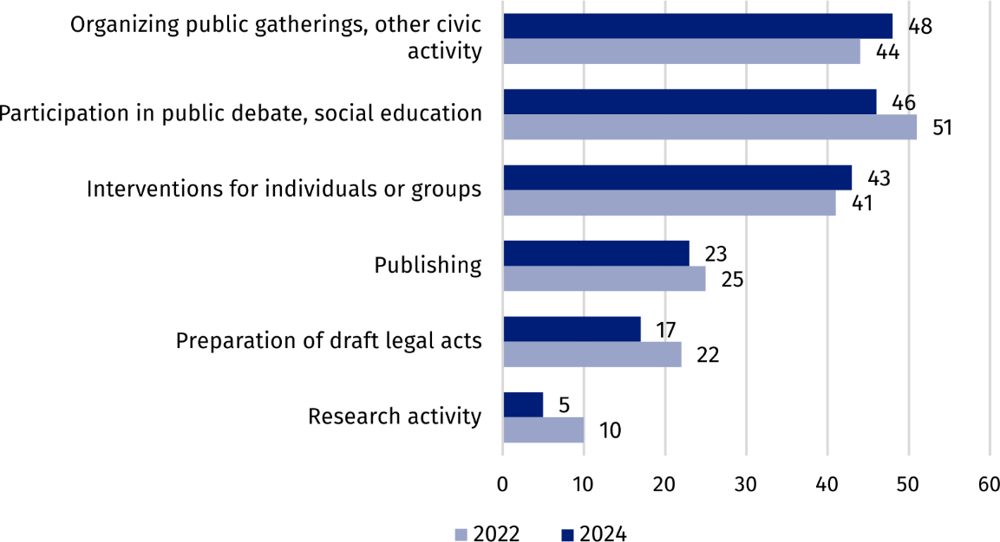 Organizing public gatherings, other civic
activity
48
44
Participation in public debate, social education
46
51
Interventions for individuals or groups
43
41
Publishing
23
25
Preparation of draft legal acts
17
22
Research activity
5
10
0 10 20 30 40 50 60
2022 2024